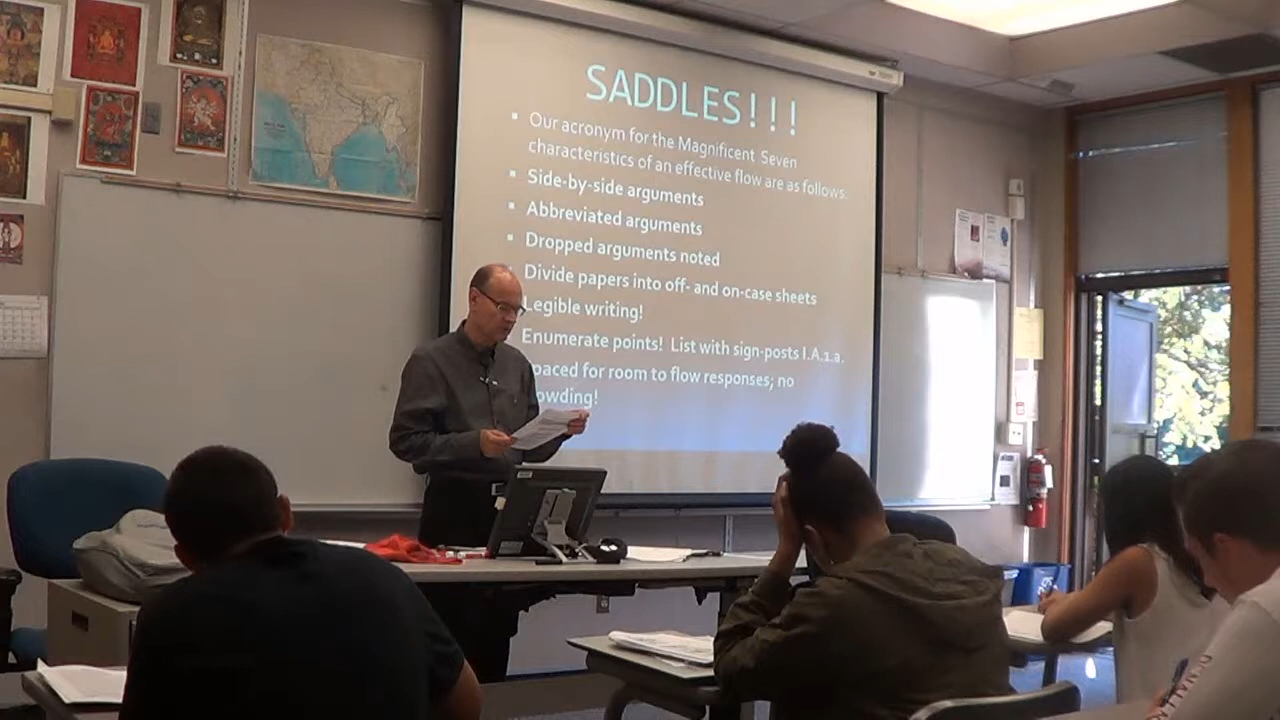 SADDLES!!!
Our acronym for the Magnificent Seven
characteristics of an effective flow are as follows:
Side-by-side arguments
Abbreviated arguments
Dropped arguments noted
Divide papers into off- and on-case sheets
Legible writing!
Enumerate points! List with sign-posts I.A.1.a.
paced for room to flow responses; no
owding!